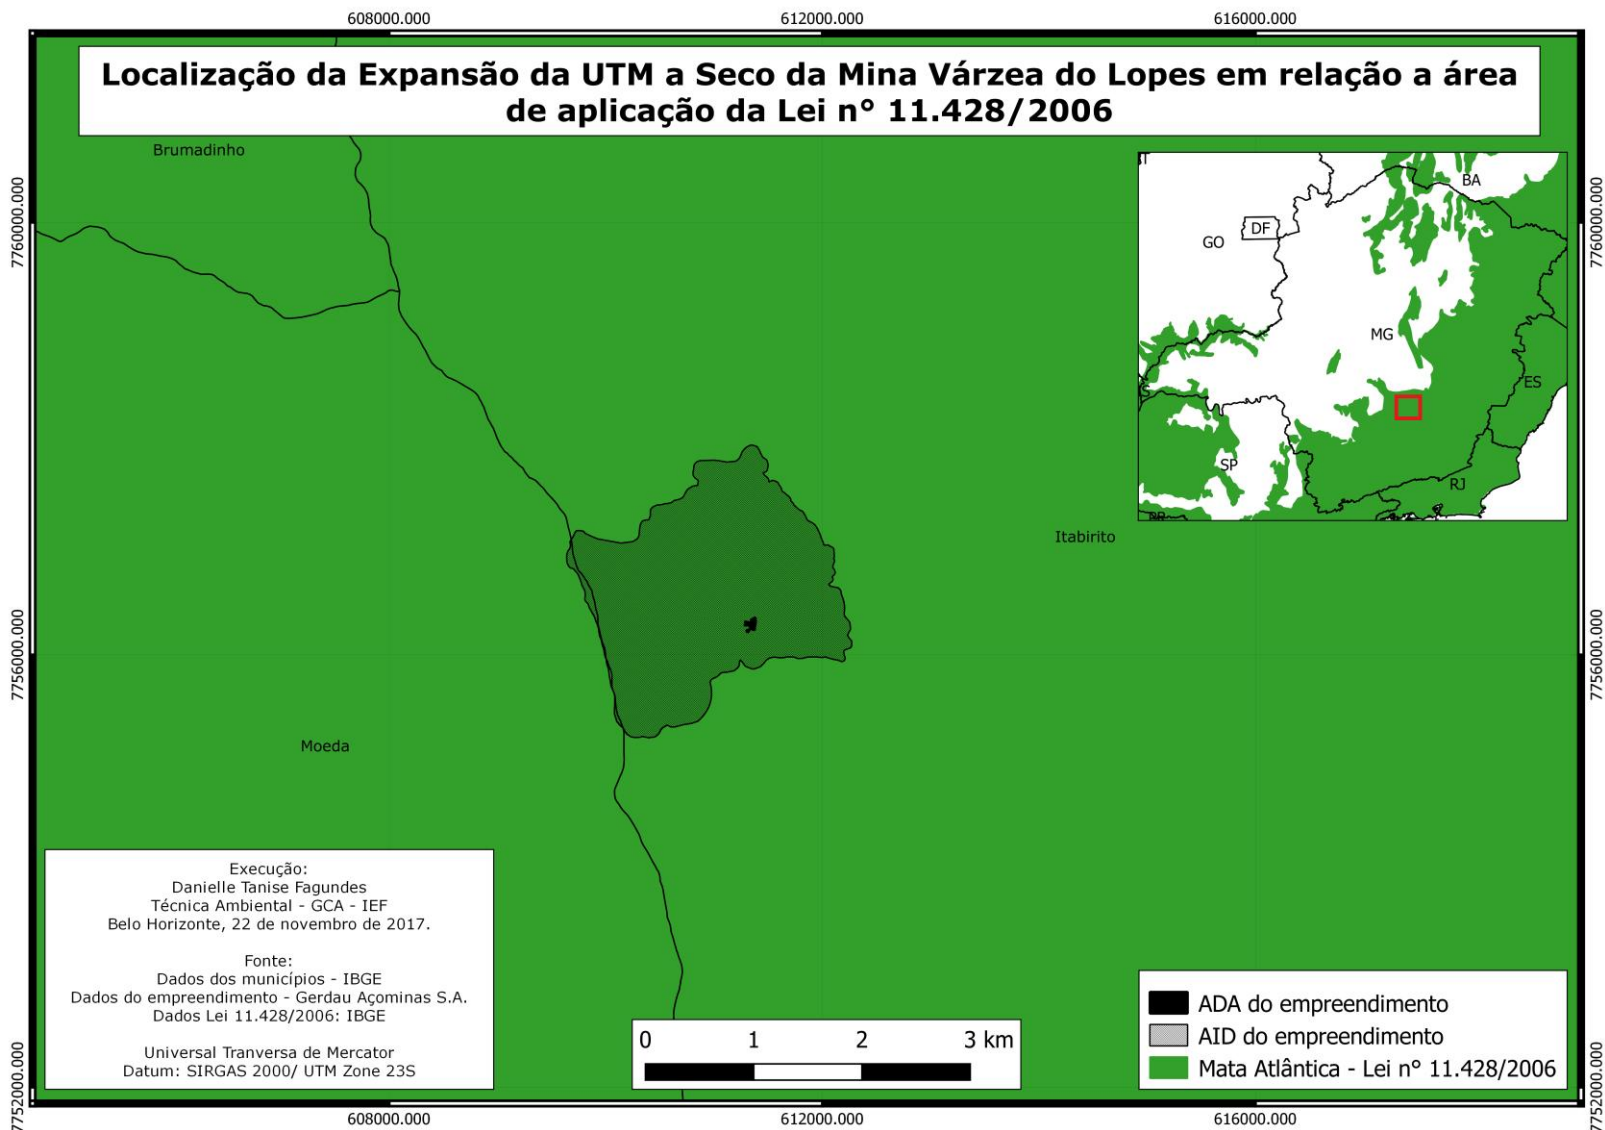 608000.000
612000.000
616000.000
Localização da Expansão da UTM a Seco da Mina Várzea do Lopes em relação a área
de aplicação da Lei n° 11.428/2006
Brumadinho
7760000.000
7760000.000
BA
DF
GO
MG
ES
SP
RJ
Itabirito
7756000.000
7756000.000
Moeda
Execução:
Danielle Tanise Fagundes
Técnica Ambiental - GCA - IEF
Belo Horizonte, 22 de novembro de 2017.
Fonte:
Dados dos municípios - IBGE
Dados do empreendimento - Gerdau Açominas S.A.
Dados Lei 11.428/2006: IBGE
Universal Tranversa de Mercator
Datum: SIRGAS 2000/ UTM Zone 23S
0 1 2 3 km
ADA do empreendimento
AID do empreendimento
Mata Atlântica - Lei n° 11.428/2006
7752000.000
7752000.000
608000.000
612000.000
616000.000